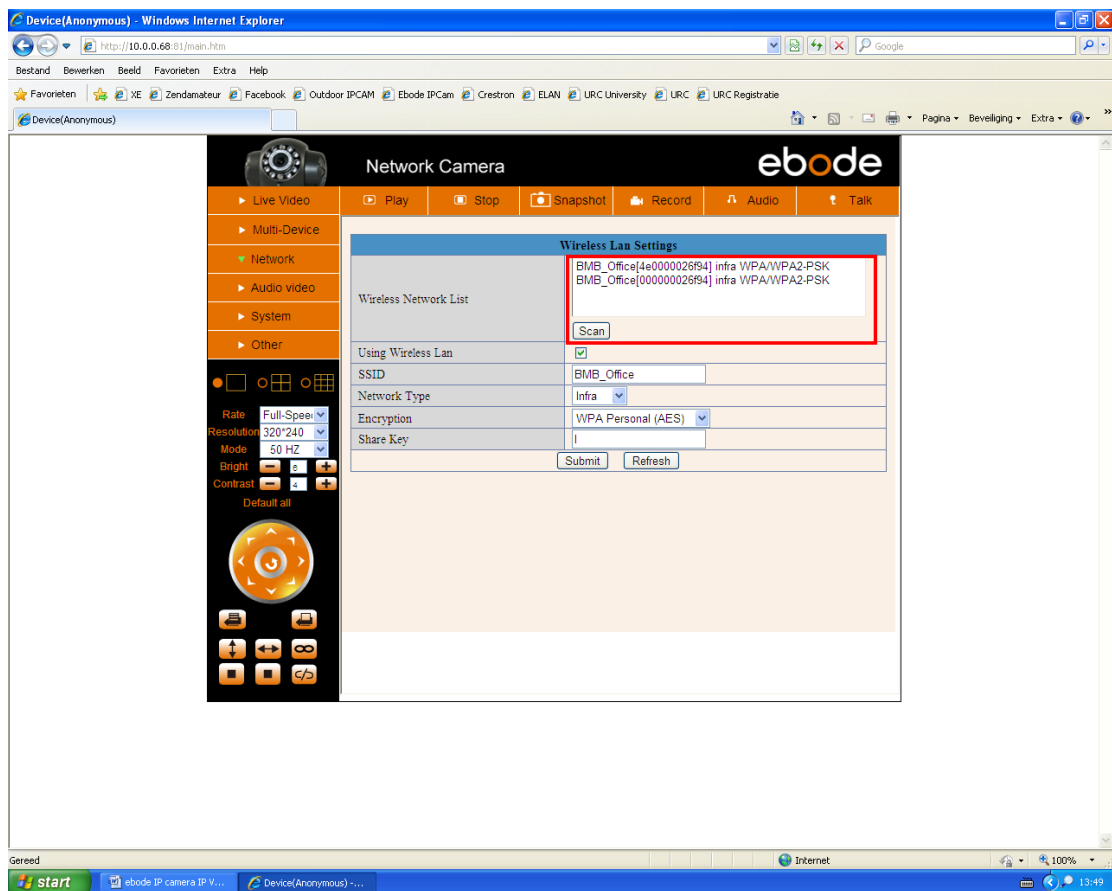 Device(Anonymous) - Windows Internet Explorer
http://10.0.0.68:81/main.htm
Google
Bestand Bewerken Beeld Favorieten Extra Help
Favorieten XE Zendamateur Facebook Outdoor IPCAM Ebode IPCam Crestron ELAN URC University URC URC Registratie
Device(Anonymous)
Pagina Beveiliging Extra
Network Camera
ebode
Live Video
Play Stop Snapshot Record Audio Talk
Multi-Device
Network
Audio video
System
Other
Wireless Lan Settings
Wireless Network List
BMB_Office[4e0000026f94] infra WPA/WPA2-PSK
BMB_Office[000000026f94] infra WPA/WPA2-PSK
Scan
Using Wireless Lan
SSID BMB_Office
Network Type Infra
Encryption WPA Personal (AES)
Share Key
Submit Refresh
Rate Full-Spee
Resolution 320*240
Mode 50 HZ
Bright 6
Contrast 4
Default all
Gereed
Internet
100%
start
ebode IP camera IP V...
Device(Anonymous) -...
13:49